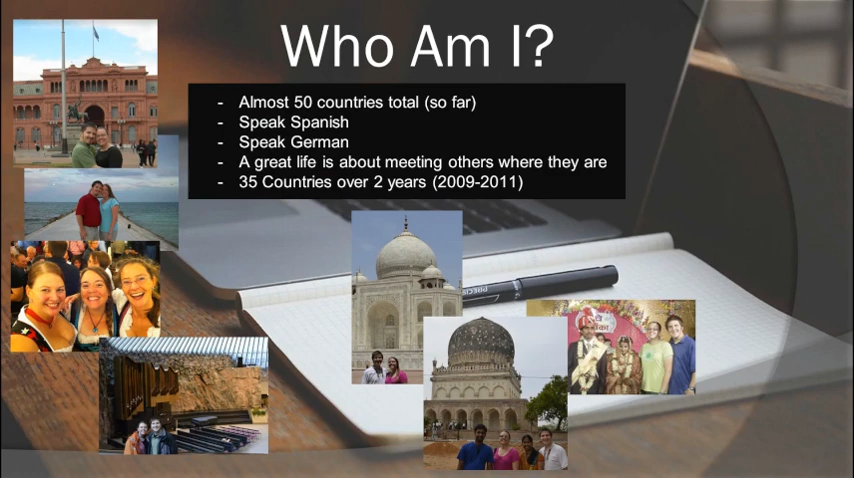 Who Am I?
- Almost 50 countries total (so far)
- Speak Spanish
- Speak German
- A great life is about meeting others where they are
- 35 Countries over 2 years (2009-2011)